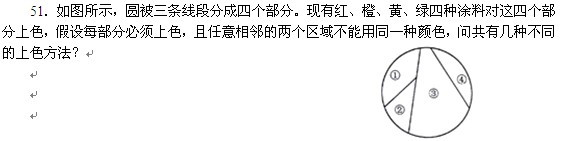 51．如图所示，圆被三条线段分成四个部分。现有红、橙、黄、绿四种涂料对这四个部
分上色，假设每部分必须上色，且任意相邻的两个区域不能用同一种颜色，问共有几种不同
的上色方法？
①
②
③
④